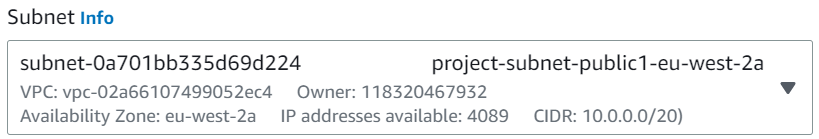 Subnet Info
subnet-0a701bb335d69d224 project-subnet-public1-eu-west-2a
VPC: vpc-02a66107499052ec4 Owner: 118320467932
Availability Zone: eu-west-2a IP addresses available: 4089 CIDR: 10.0.0.0/20)